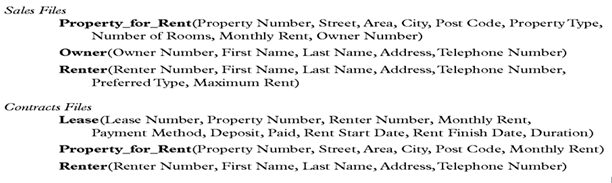 Sales Files
Property_for_Rent(Property Number, Street, Area, City, Post Code, Property Type,
Number of Rooms, Monthly Rent, Owner Number)
Owner(Owner Number, First Name, Last Name, Address, Telephone Number)
Renter(Renter Number, First Name, Last Name, Address, Telephone Number,
Preferred Type, Maximum Rent)
Contracts Files
Lease(Lease Number, Property Number, Renter Number, Monthly Rent,
Payment Method, Deposit, Paid, Rent Start Date, Rent Finish Date, Duration)
Property_for_Rent(Property Number, Street, Area, City, Post Code, Monthly Rent)
Renter(Renter Number, First Name, Last Name, Address, Telephone Number)